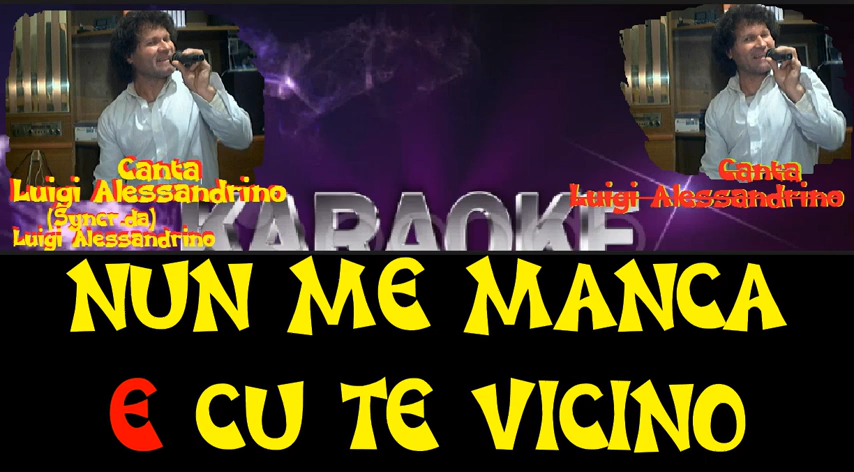 Canta
Luigi Alessandrino
(Syncr.da)
Luigi Alessandrino
Canta
Luigi Alessandrino
KARAOKE
NUN ME MANCA
E CU TE VICINO